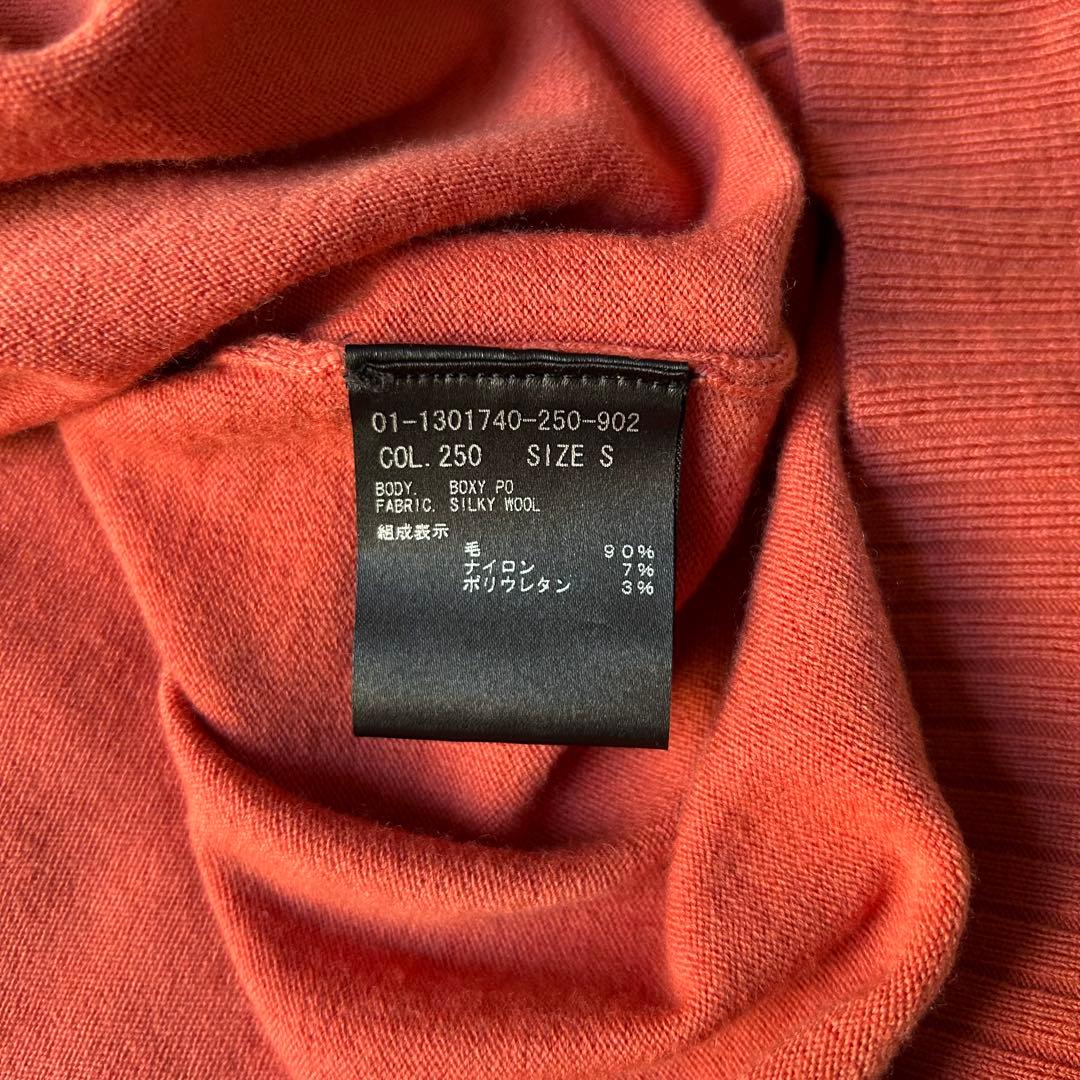 01-1301740-250-902
COL.250 SIZE S
BODY. BOXY PO
FABRIC. SILKY WOOL
組成表示
毛 90%
ナイロン 7%
ポリウレタン 3%